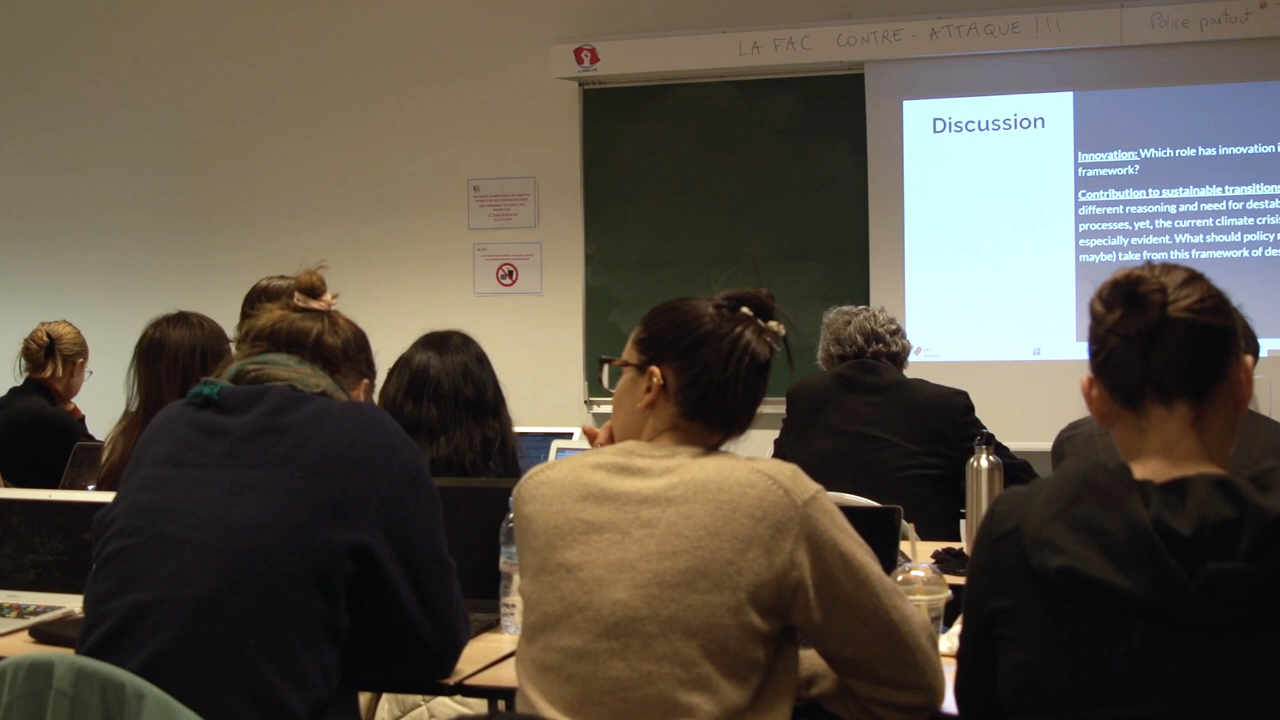 LA FAC CONTRE-ATTAQUE !!!
Police partout
Discussion
Innovation: Which role has innovation i
framework?
Contribution to sustainable transitions
different reasoning and need for destab
processes, yet, the current climate crisi
especially evident. What should policy
maybe) take from this framework of des